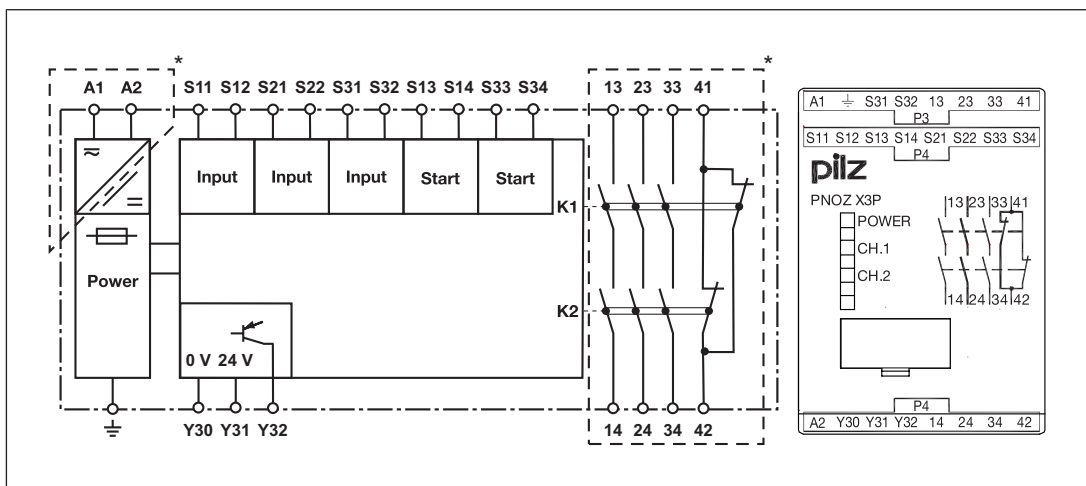 * *
A1 A2 S11 S12 S21 S22 S31 S32 S13 S14 S33 S34 13 23 33 41
Input Input Input Start Start
K1
Power
K2
0 V 24 V
Y30 Y31 Y32 14 24 34 42
A1 S31 S32 13 23 33 41
P3
S11 S12 S13 S14 S21 S22 S33 S34
P4
pilz
PNOZ X3P
13 23 33 41
POWER
CH.1
CH.2
14 24 34 42
P4
A2 Y30 Y31 Y32 14 24 34 42